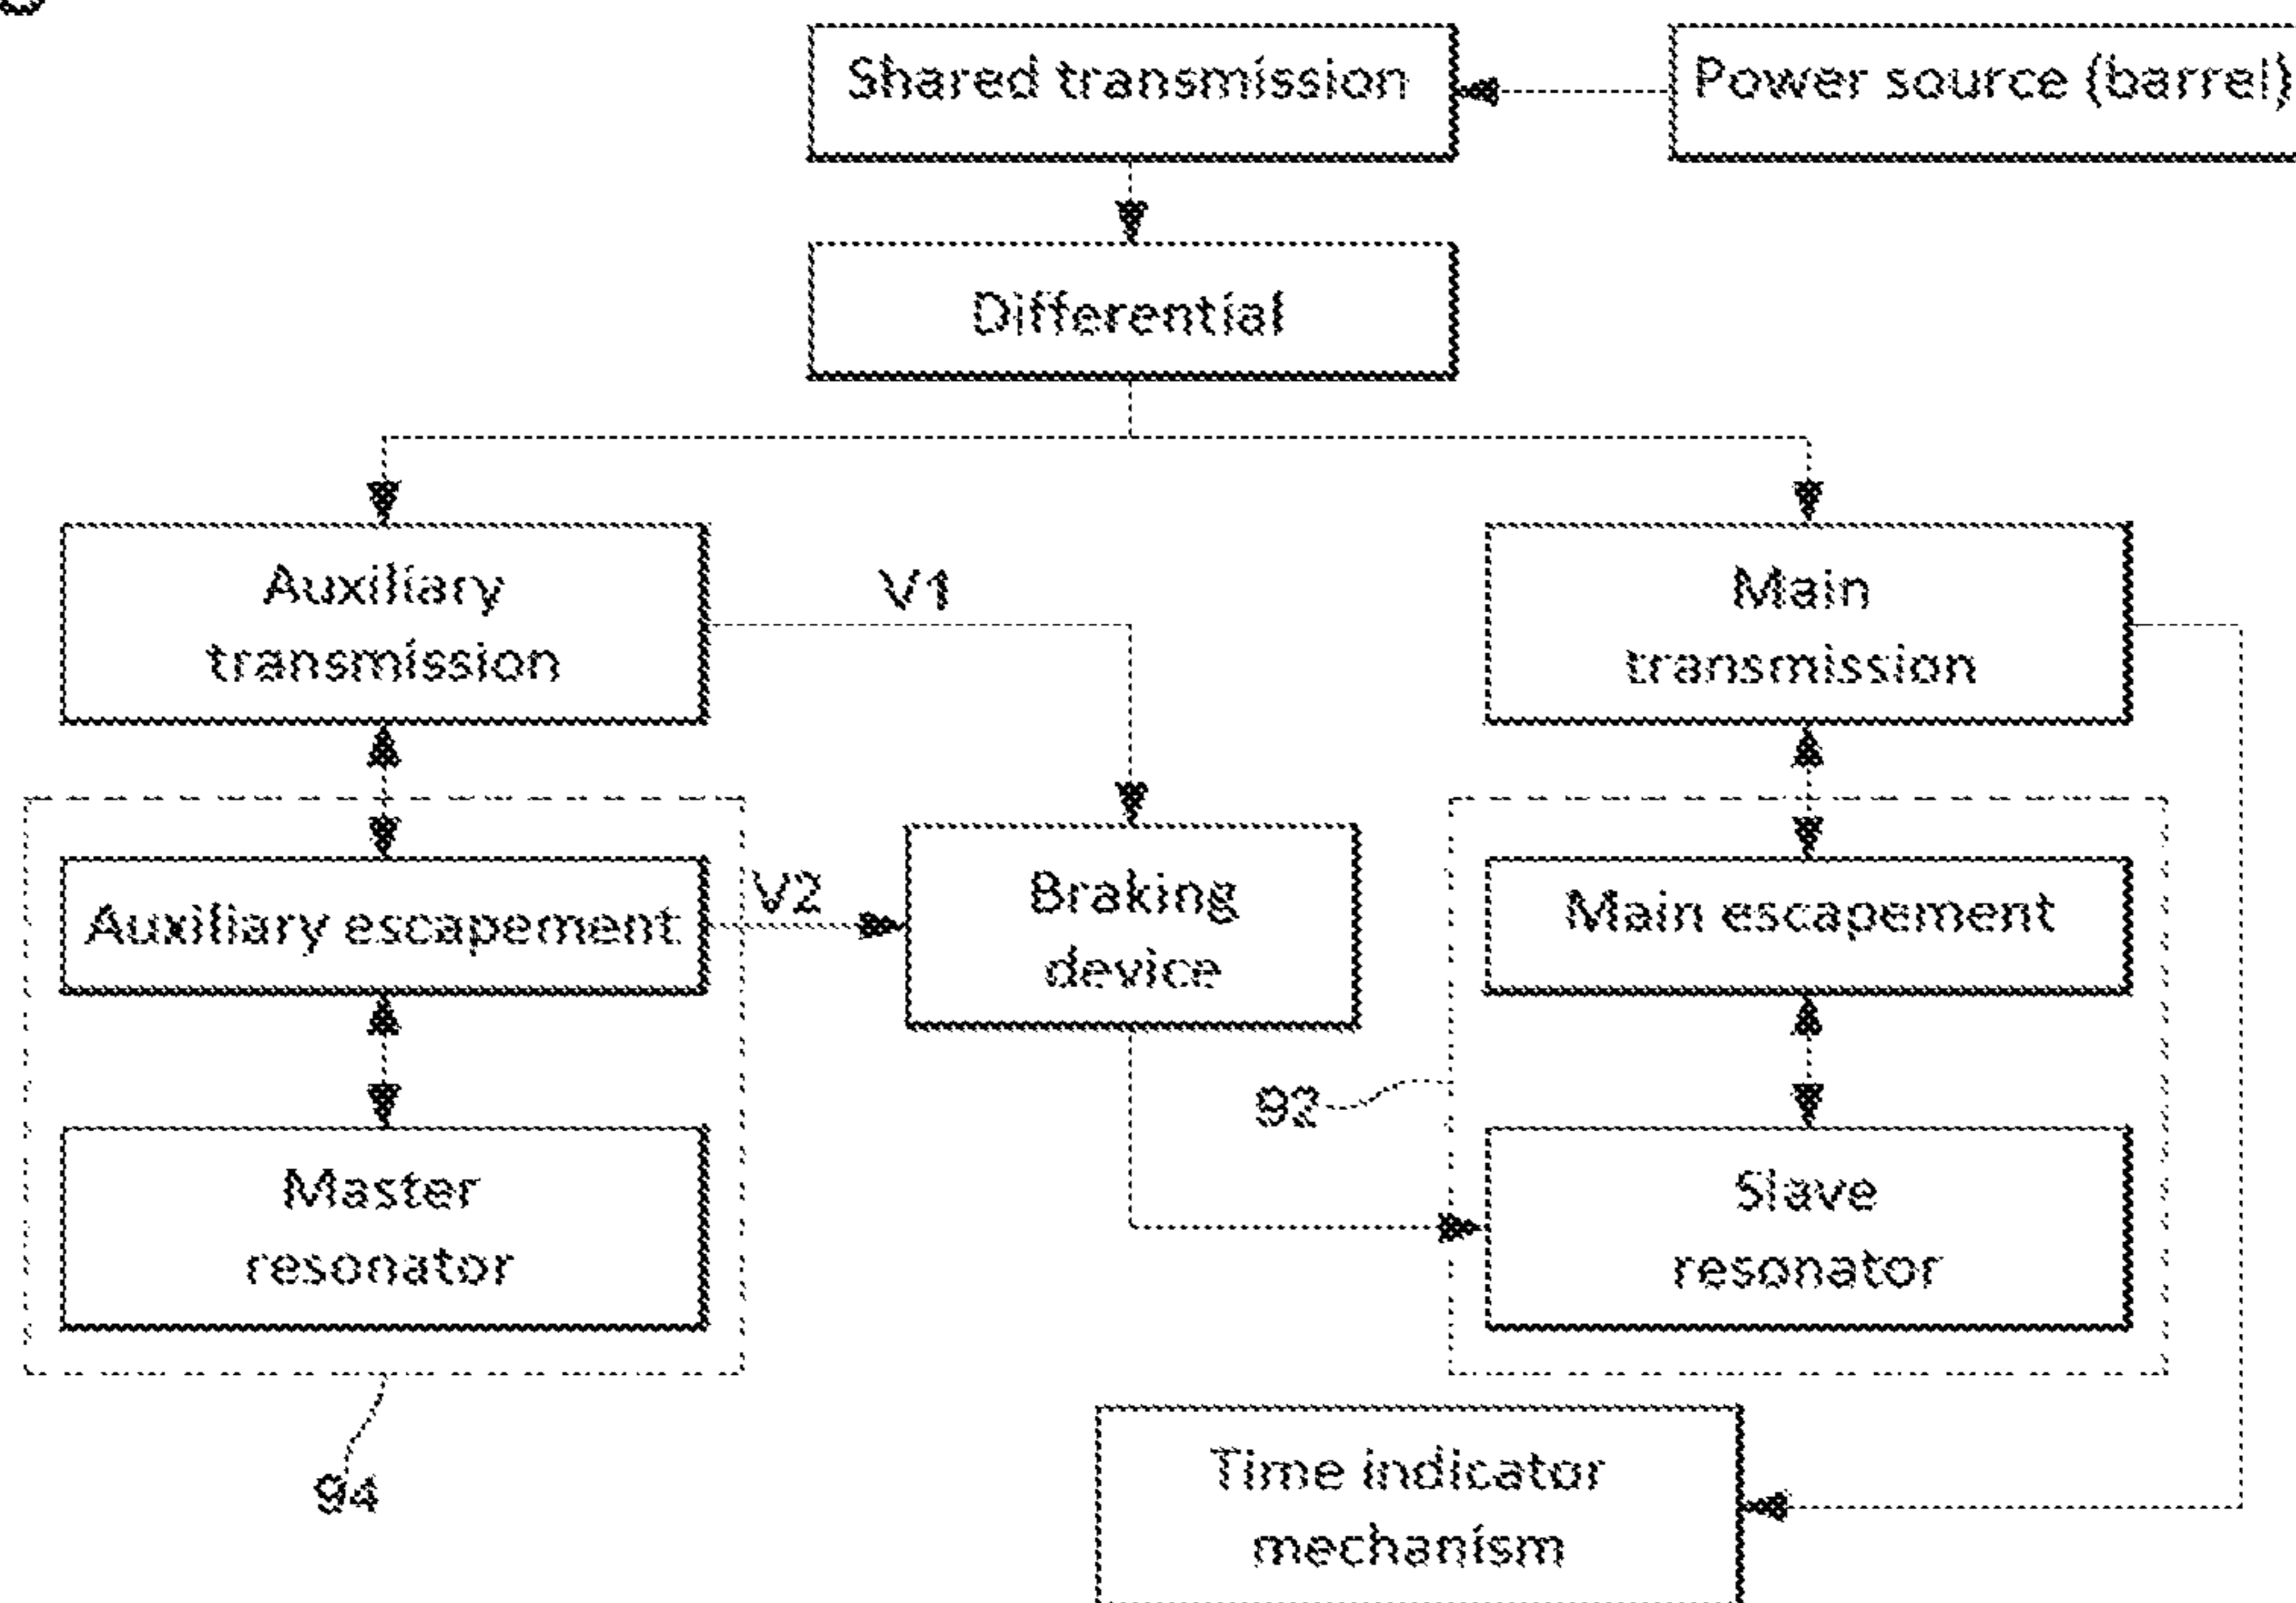 Shared transmission
Power source (barrel)
Differential
Auxiliary
transmission
V1
Main
transmission
Auxiliary escapement
V2
Braking
device
Main escapement
92
Master
resonator
Slave
resonator
94
Time indicator
mechanism